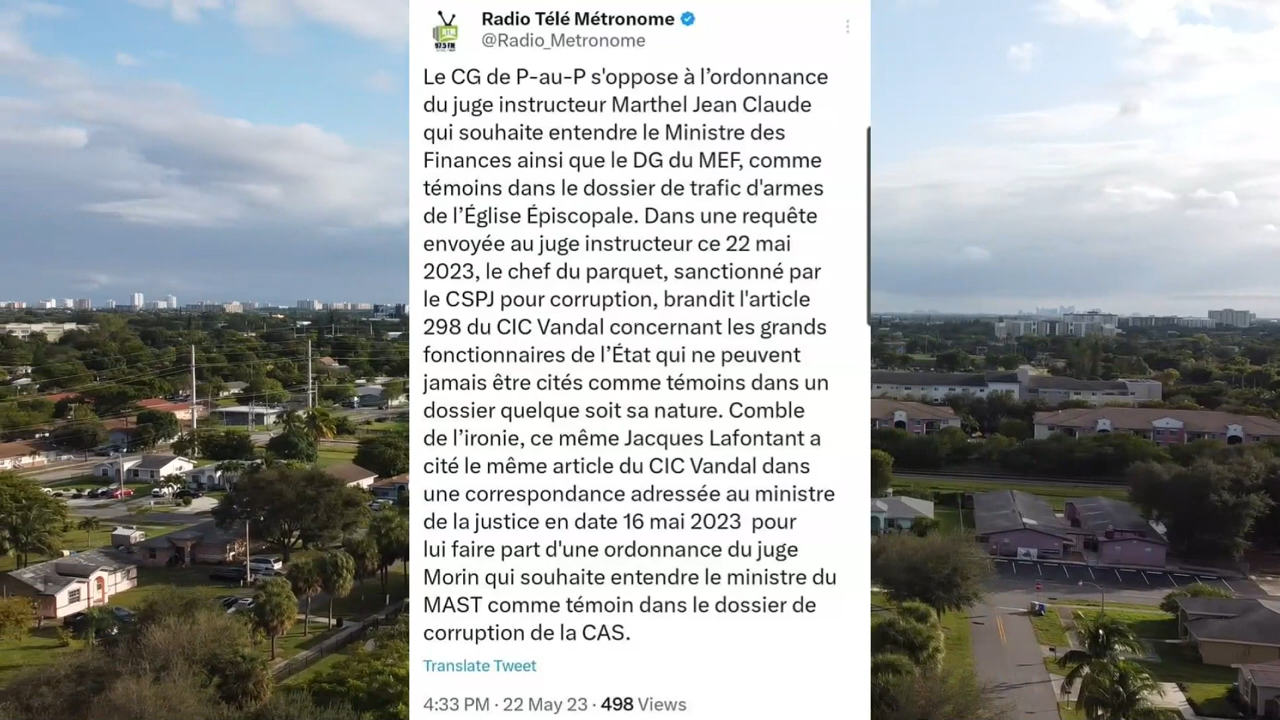 Radio Télé Métronome
@Radio_Metronome
97.5 FM
Le CG de P-au-P s'oppose à l’ordonnance
du juge instructeur Marthel Jean Claude
qui souhaite entendre le Ministre des
Finances ainsi que le DG du MEF, comme
témoins dans le dossier de trafic d'armes
de l’Église Épiscopale. Dans une requête
envoyée au juge instructeur ce 22 mai
2023, le chef du parquet, sanctionné par
le CSPJ pour corruption, brandit l'article
298 du CIC Vandal concernant les grands
fonctionnaires de l’État qui ne peuvent
jamais être cités comme témoins dans un
dossier quelque soit sa nature. Comble
de l’ironie, ce même Jacques Lafontant a
cité le même article du CIC Vandal dans
une correspondance adressée au ministre
de la justice en date 16 mai 2023  pour
lui faire part d'une ordonnance du juge
Morin qui souhaite entendre le ministre du
MAST comme témoin dans le dossier de
corruption de la CAS.
Translate Tweet
4:33 PM · 22 May 23 · 498 Views